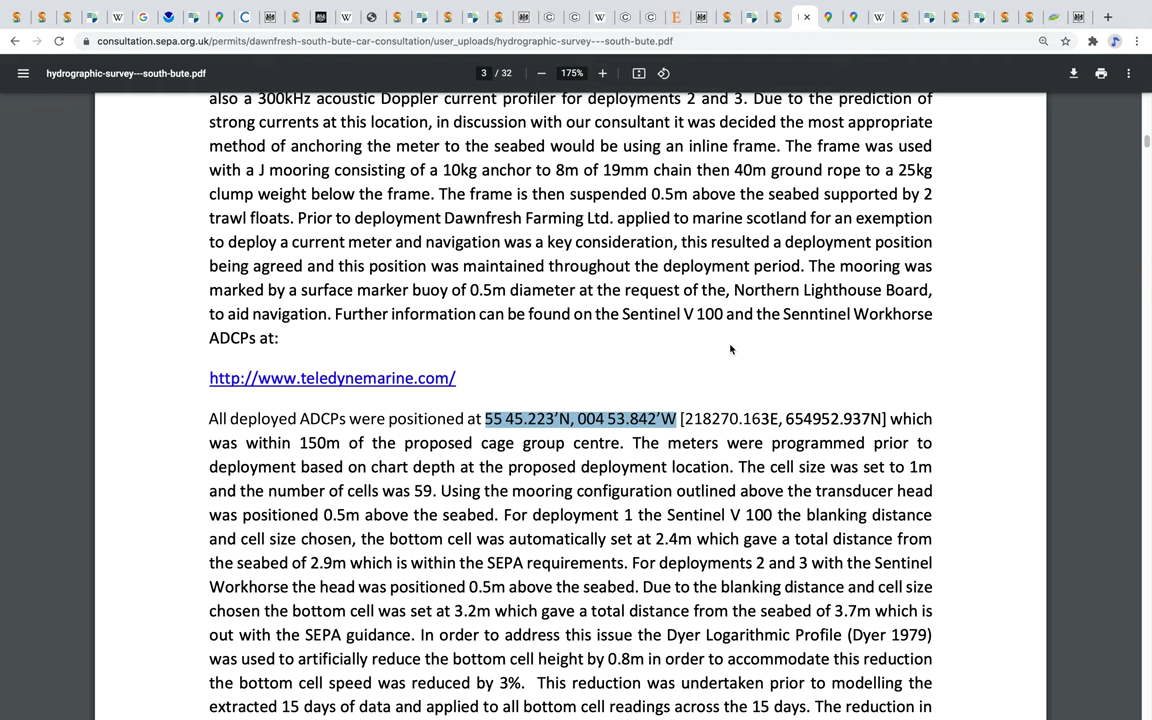 consultation.sepa.org.uk/permits/dawnfresh-south-bute-car-consultation/user_uploads/hydrographic-survey---south-bute.pdf
hydrographic-survey---south-bute.pdf
3 / 32
175%
also a 300kHz acoustic Doppler current profiler for deployments 2 and 3. Due to the prediction of
strong currents at this location, in discussion with our consultant it was decided the most appropriate
method of anchoring the meter to the seabed would be using an inline frame. The frame was used
with a J mooring consisting of a 10kg anchor to 8m of 19mm chain then 40m ground rope to a 25kg
clump weight below the frame. The frame is then suspended 0.5m above the seabed supported by 2
trawl floats. Prior to deployment Dawnfresh Farming Ltd. applied to marine scotland for an exemption
to deploy a current meter and navigation was a key consideration, this resulted a deployment position
being agreed and this position was maintained throughout the deployment period. The mooring was
marked by a surface marker buoy of 0.5m diameter at the request of the, Northern Lighthouse Board,
to aid navigation. Further information can be found on the Sentinel V 100 and the Senntinel Workhorse
ADCPs at:
http://www.teledynemarine.com/
All deployed ADCPs were positioned at 55 45.223’N, 004 53.842’W [218270.163E, 654952.937N] which
was within 150m of the proposed cage group centre. The meters were programmed prior to
deployment based on chart depth at the proposed deployment location. The cell size was set to 1m
and the number of cells was 59. Using the mooring configuration outlined above the transducer head
was positioned 0.5m above the seabed. For deployment 1 the Sentinel V 100 the blanking distance
and cell size chosen, the bottom cell was automatically set at 2.4m which gave a total distance from
the seabed of 2.9m which is within the SEPA requirements. For deployments 2 and 3 with the Sentinel
Workhorse the head was positioned 0.5m above the seabed. Due to the blanking distance and cell size
chosen the bottom cell was set at 3.2m which gave a total distance from the seabed of 3.7m which is
out with the SEPA guidance. In order to address this issue the Dyer Logarithmic Profile (Dyer 1979)
was used to artificially reduce the bottom cell height by 0.8m in order to accommodate this reduction
the bottom cell speed was reduced by 3%. This reduction was undertaken prior to modelling the
extracted 15 days of data and applied to all bottom cell readings across the 15 days. The reduction in